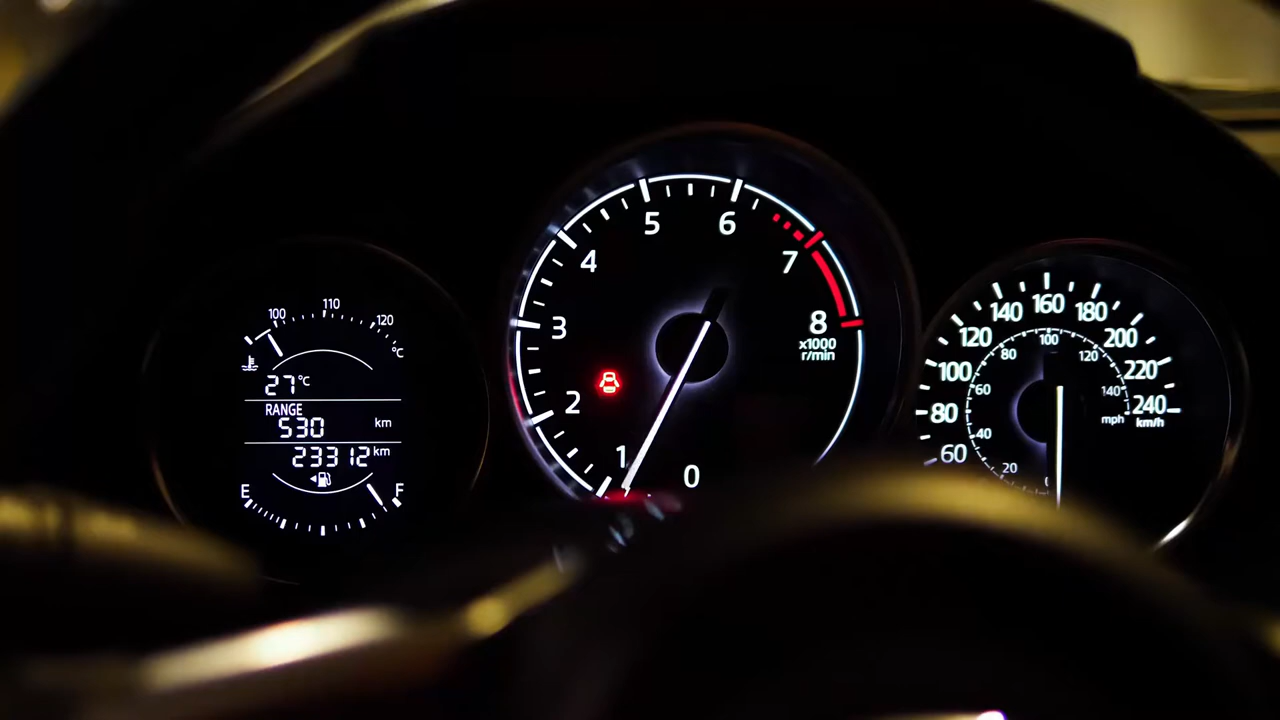 100 110 120
°C
27°C
RANGE
530 km
23312 km
E F
0 1 2 3 4 5 6 7 8
x1000
r/min
60 80 100 120 140 160 180 200 220 240
km/h
0 20 40 60 80 100 120 140
mph